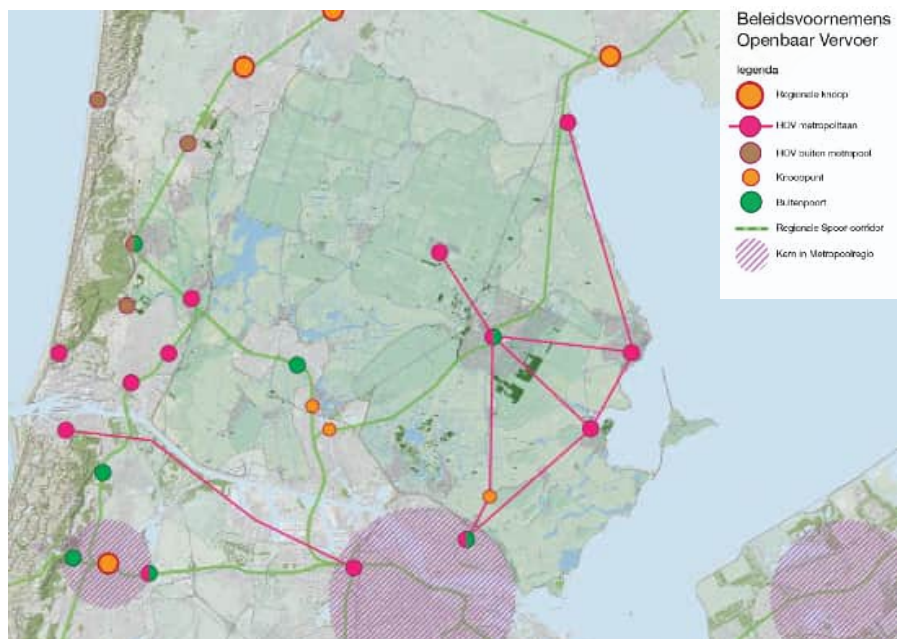 Beleidsvoornemens
Openbaar Vervoer
legenda
Regionale knoop
HOV metropolitaan
HOV buiten metropool
Knooppunt
Buitenpoort
Regionale Spoor corridor
Kern in Metropoolregio